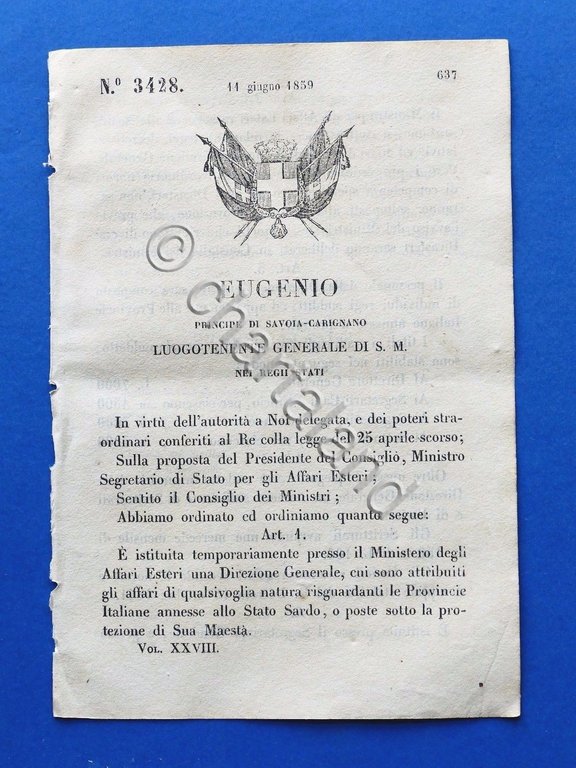 N.º 3428.
11 giugno 1859
637
EUGENIO
PRINCIPE DI SAVOIA-CARIGNANO
LUOGOTENENTE GENERALE DI S. M.
NEI REGII STATI
In virtù dell'autorità a Noi delegata, e dei poteri stra-
ordinari conferiti al Re colla legge del 25 aprile scorso;
Sulla proposta del Presidente del Consiglio, Ministro
Segretario di Stato per gli Affari Esteri;
Sentito il Consiglio dei Ministri;
Abbiamo ordinato ed ordiniamo quanto segue:
Art. 1.
È istituita temporariamente presso il Ministero degli
Affari Esteri una Direzione Generale, cui sono attribuiti
gli affari di qualsivoglia natura risguardanti le Provincie
Italiane annesse allo Stato Sardo, o poste sotto la pro-
tezione di Sua Maestà.
VOL. XXVIII.
© Chartaland